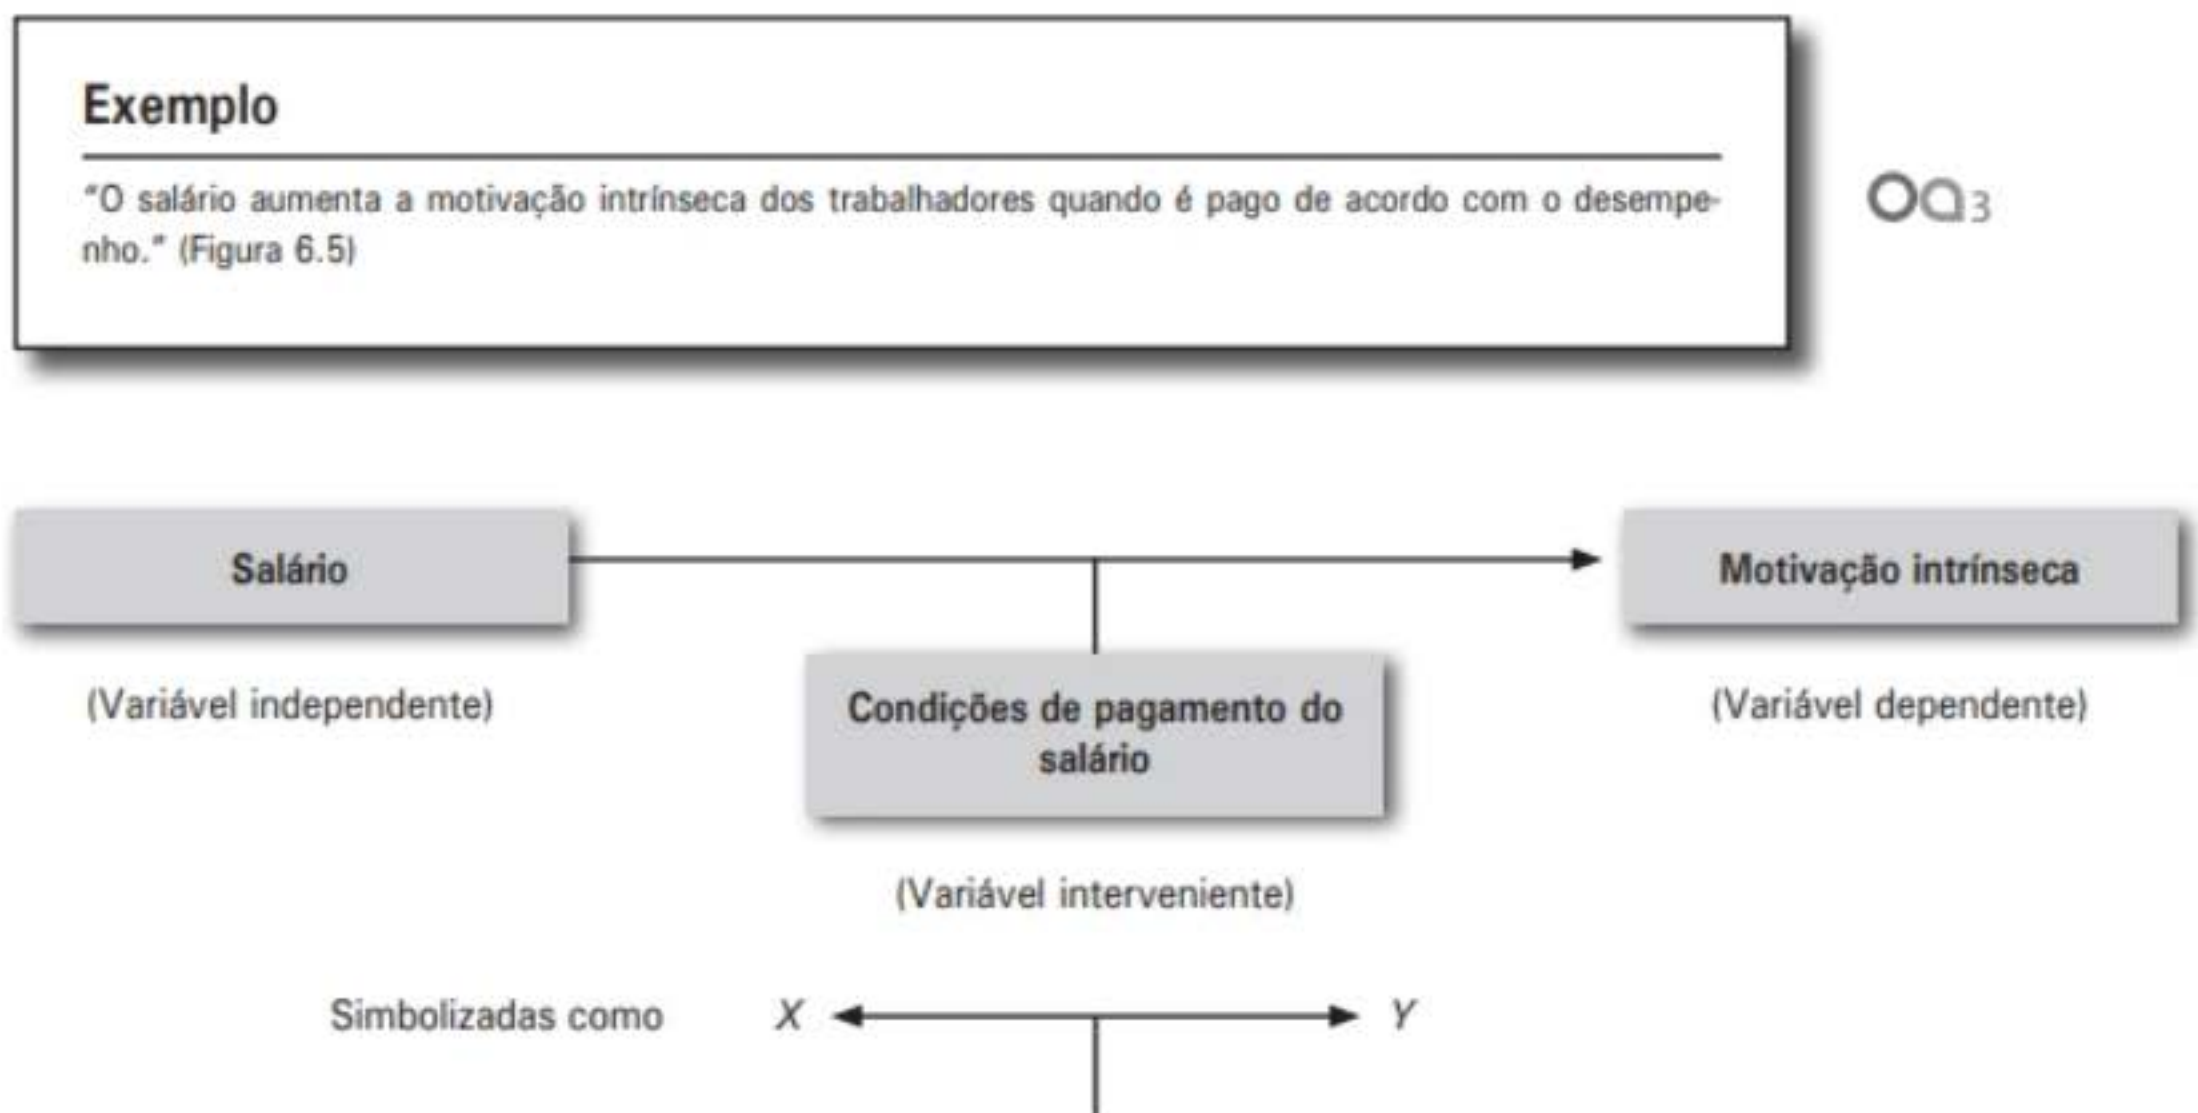 Exemplo
"O salário aumenta a motivação intrínseca dos trabalhadores quando é pago de acordo com o desempe-
nho." (Figura 6.5)
OA3
Salário
Motivação intrínseca
(Variável independente)
Condições de pagamento do
salário
(Variável dependente)
(Variável interveniente)
Simbolizadas como X Y